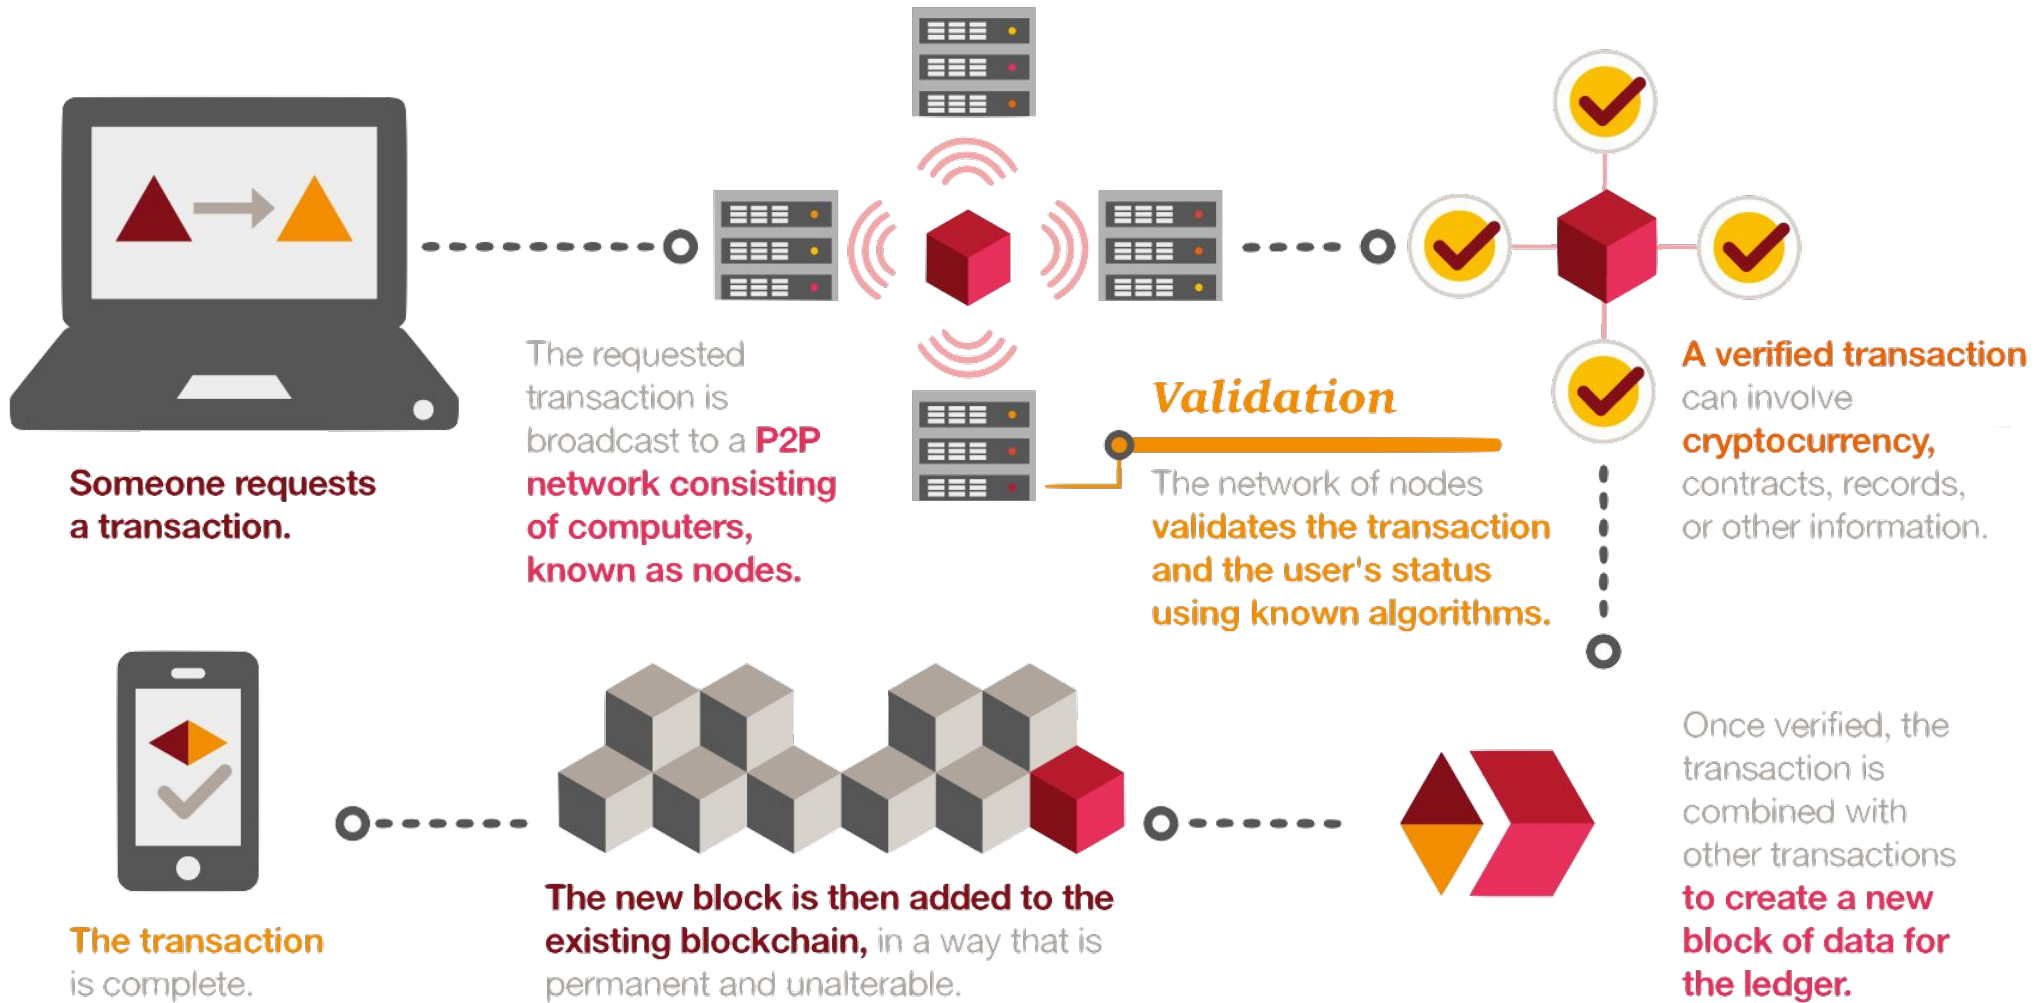 Someone requests
a transaction.
The requested
transaction is
broadcast to a P2P
network consisting
of computers,
known as nodes.
Validation
The network of nodes
validates the transaction
and the user's status
using known algorithms.
A verified transaction
can involve
cryptocurrency,
contracts, records,
or other information.
Once verified, the
transaction is
combined with
other transactions
to create a new
block of data for
the ledger.
The new block is then added to the
existing blockchain, in a way that is
permanent and unalterable.
The transaction
is complete.